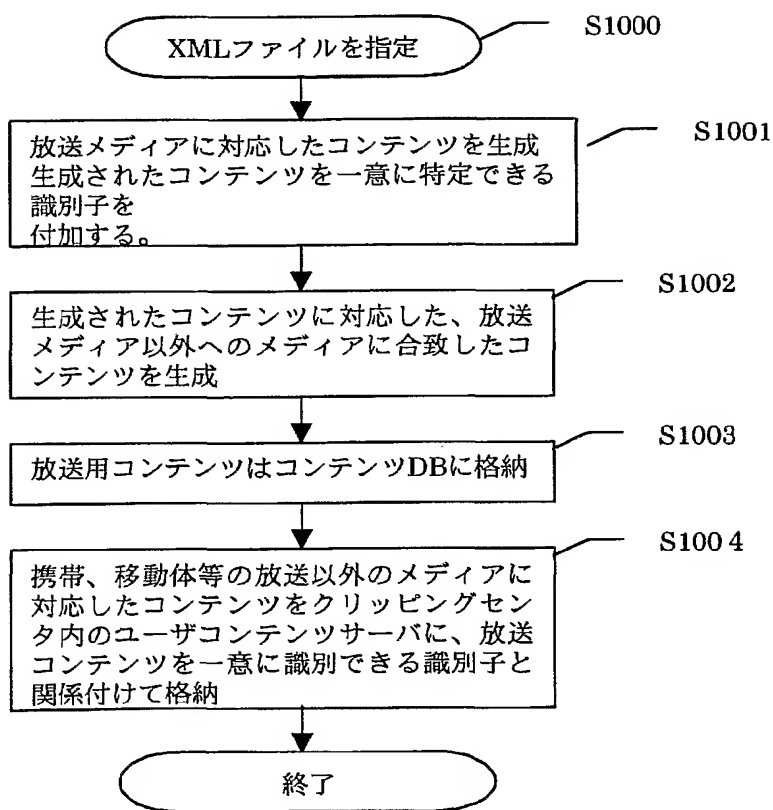 XMLファイルを指定
S1000
放送メディアに対応したコンテンツを生成
生成されたコンテンツを一意に特定できる
識別子を
付加する。
S1001
生成されたコンテンツに対応した、放送
メディア以外へのメディアに合致したコ
ンテンツを生成
S1002
放送用コンテンツはコンテンツDBに格納
S1003
携帯、移動体等の放送以外のメディアに
対応したコンテンツをクリッピングセン
タ内のユーザコンテンツサーバに、放送
コンテンツを一意に識別できる識別子と
関係付けて格納
S1004
終了